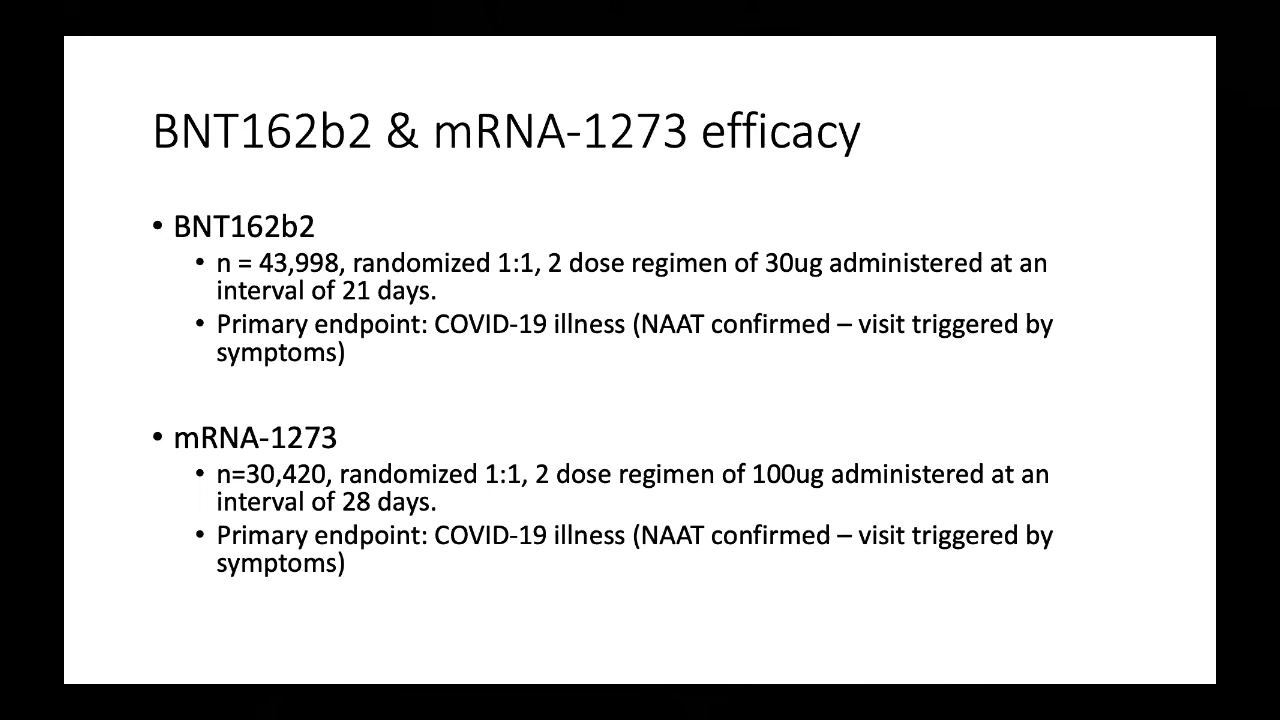 BNT162b2 & mRNA-1273 efficacy
• BNT162b2
• n = 43,998, randomized 1:1, 2 dose regimen of 30ug administered at an
interval of 21 days.
• Primary endpoint: COVID-19 illness (NAAT confirmed – visit triggered by
symptoms)
• mRNA-1273
• n=30,420, randomized 1:1, 2 dose regimen of 100ug administered at an
interval of 28 days.
• Primary endpoint: COVID-19 illness (NAAT confirmed – visit triggered by
symptoms)